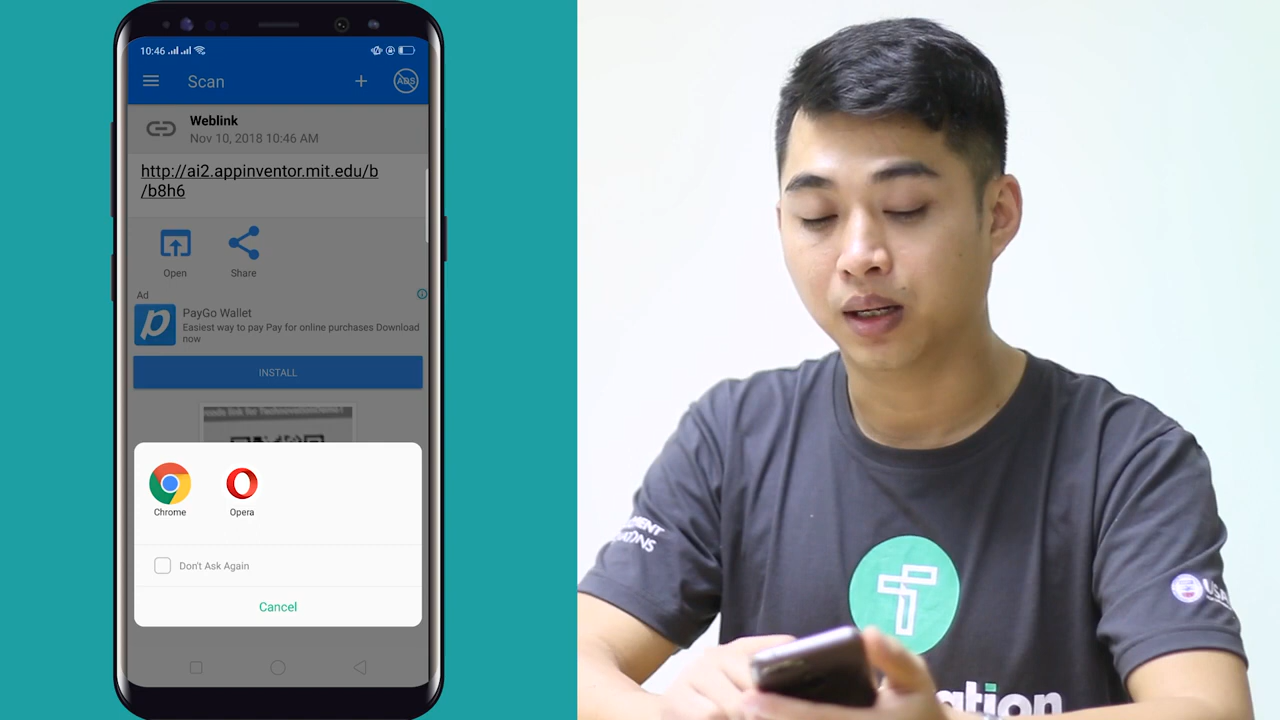 10:46
Scan
ADS
Weblink
Nov 10, 2018 10:46 AM
http://ai2.appinventor.mit.edu/b
/b8h6
Open
Share
Ad
PayGo Wallet
Easiest way to pay Pay for online purchases Download
now
INSTALL
Chrome
Opera
Don't Ask Again
Cancel